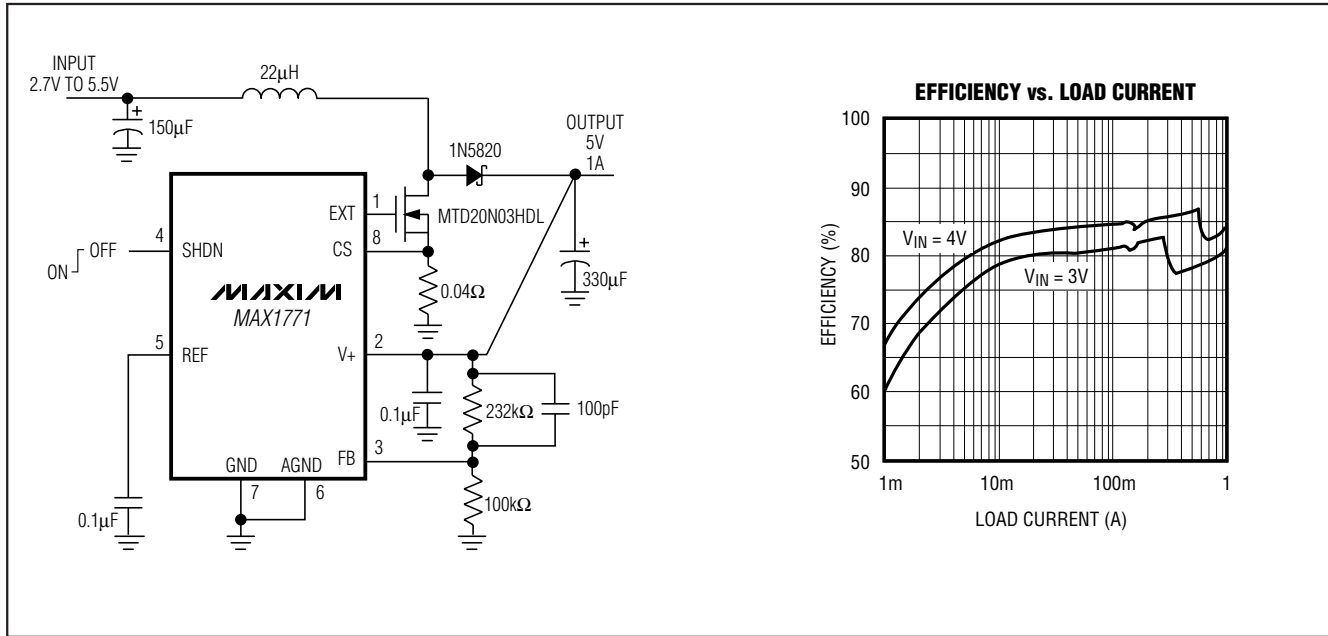 INPUT
2.7V TO 5.5V
22μH
150μF
OUTPUT
5V
1A
1N5820
EXT
1
MTD20N03HDL
CS
8
330μF
ON OFF
4
SHDN
0.04Ω
MAXIM
MAX1771
5
REF
V+
2
0.1μF
232kΩ
100pF
FB
3
GND
AGND
7
6
100kΩ
0.1μF
EFFICIENCY vs. LOAD CURRENT
100
90
80
70
60
50
EFFICIENCY (%)
VIN = 4V
VIN = 3V
1m
10m
100m
1
LOAD CURRENT (A)